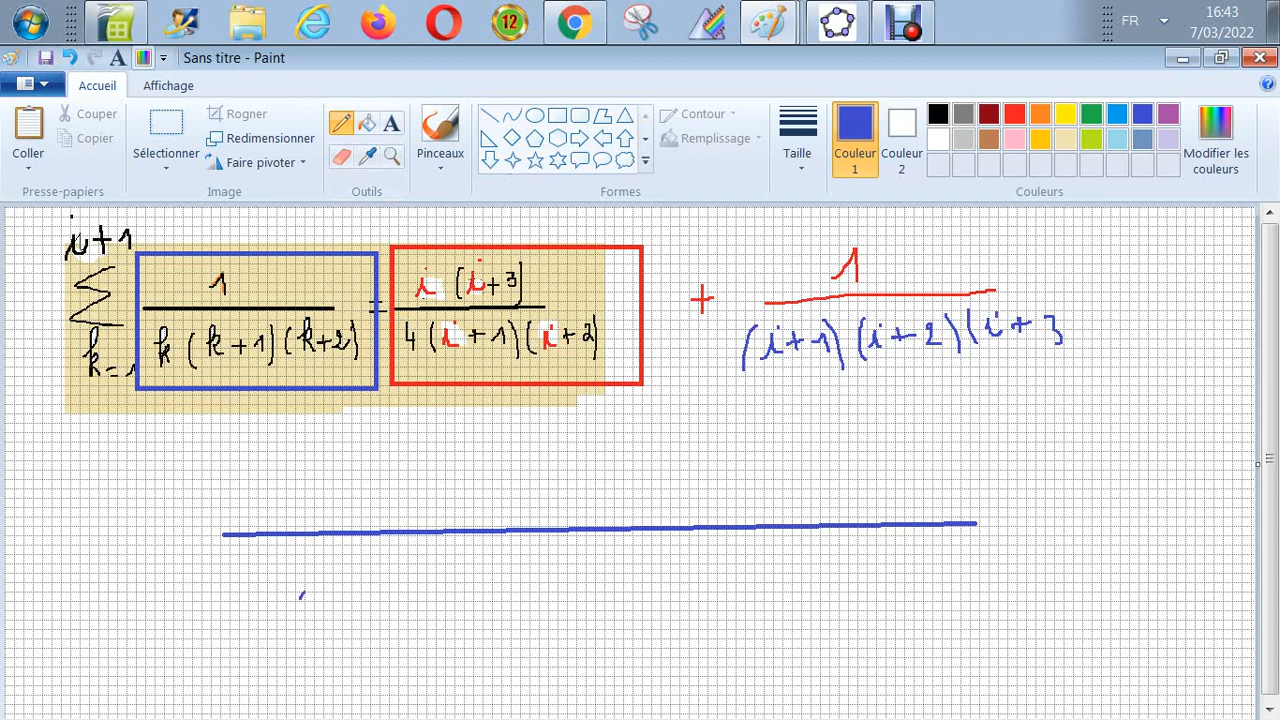 12
FR
16:43
7/03/2022
Sans titre - Paint
Accueil
Affichage
Coller
Couper
Copier
Presse-papiers
Sélectionner
Rogner
Redimensionner
Faire pivoter
Image
Outils
Pinceaux
Contour
Remplissage
Formes
Taille
Couleur 1
Couleur 2
Modifier les couleurs
Couleurs
i+1
Σ 1 / k (k+1)(k+2) = i (i+3) / 4 (i+1)(i+2) + 1 / (i+1)(i+2)(i+3
k=1